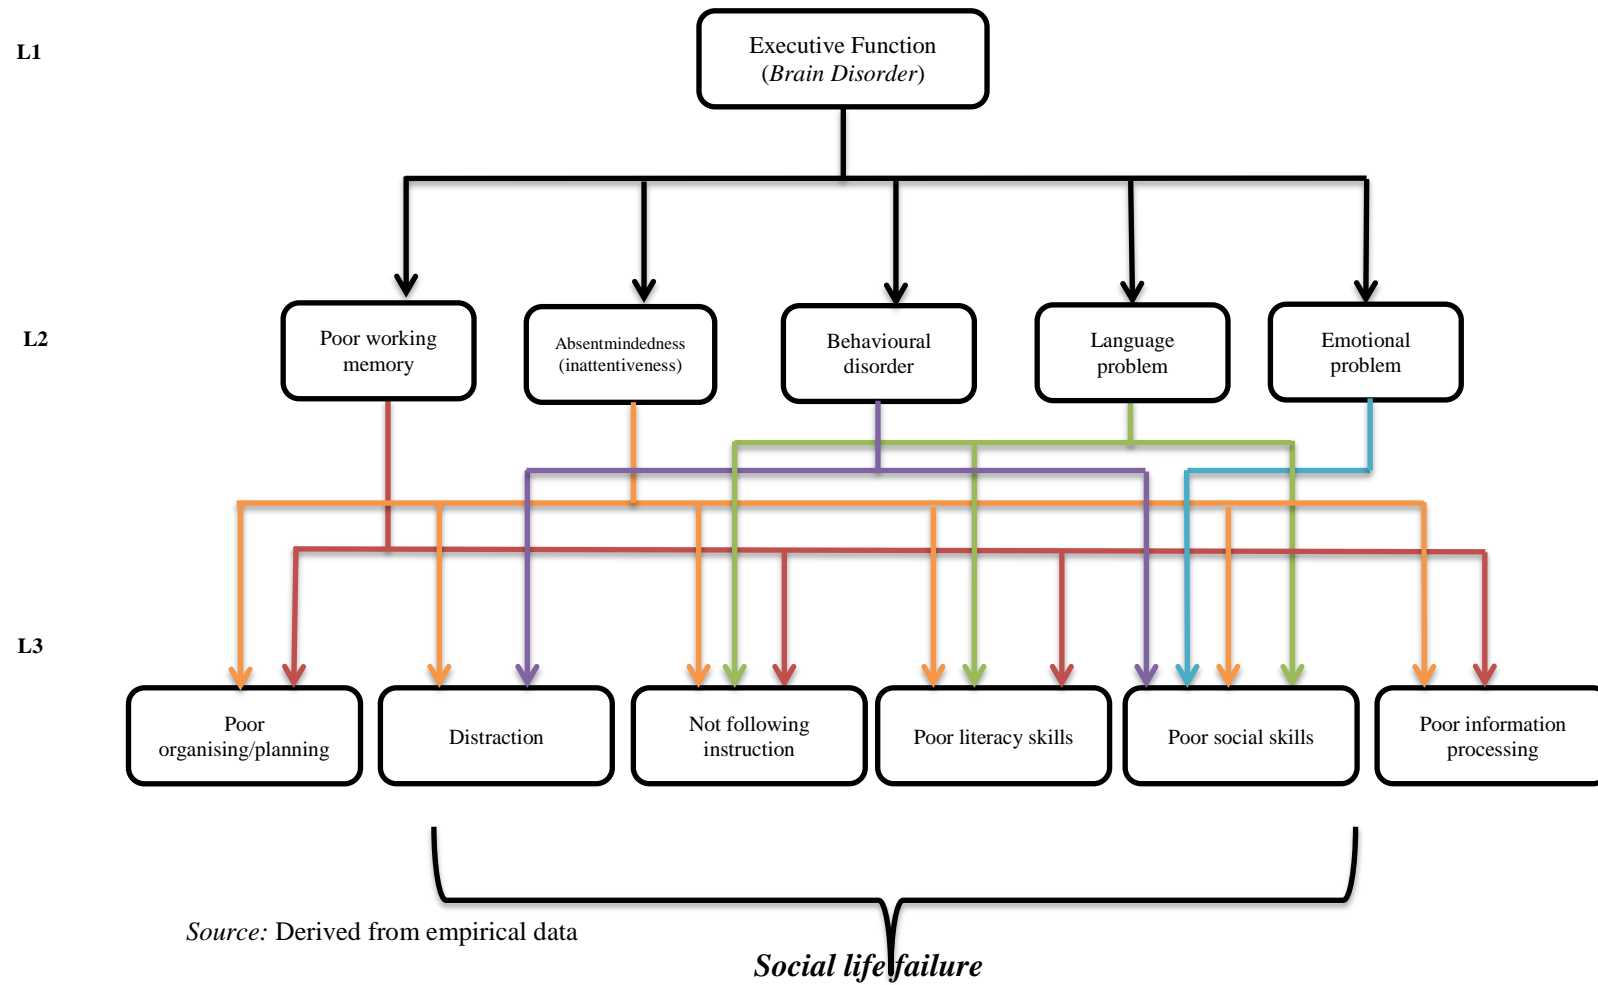 L1
Executive Function
(Brain Disorder)
L2
Poor working
memory
Absentmindedness
(inattentiveness)
Behavioural
disorder
Language
problem
Emotional
problem
L3
Poor
organising/planning
Distraction
Not following
instruction
Poor literacy skills
Poor social skills
Poor information
processing
Source: Derived from empirical data
Social life failure